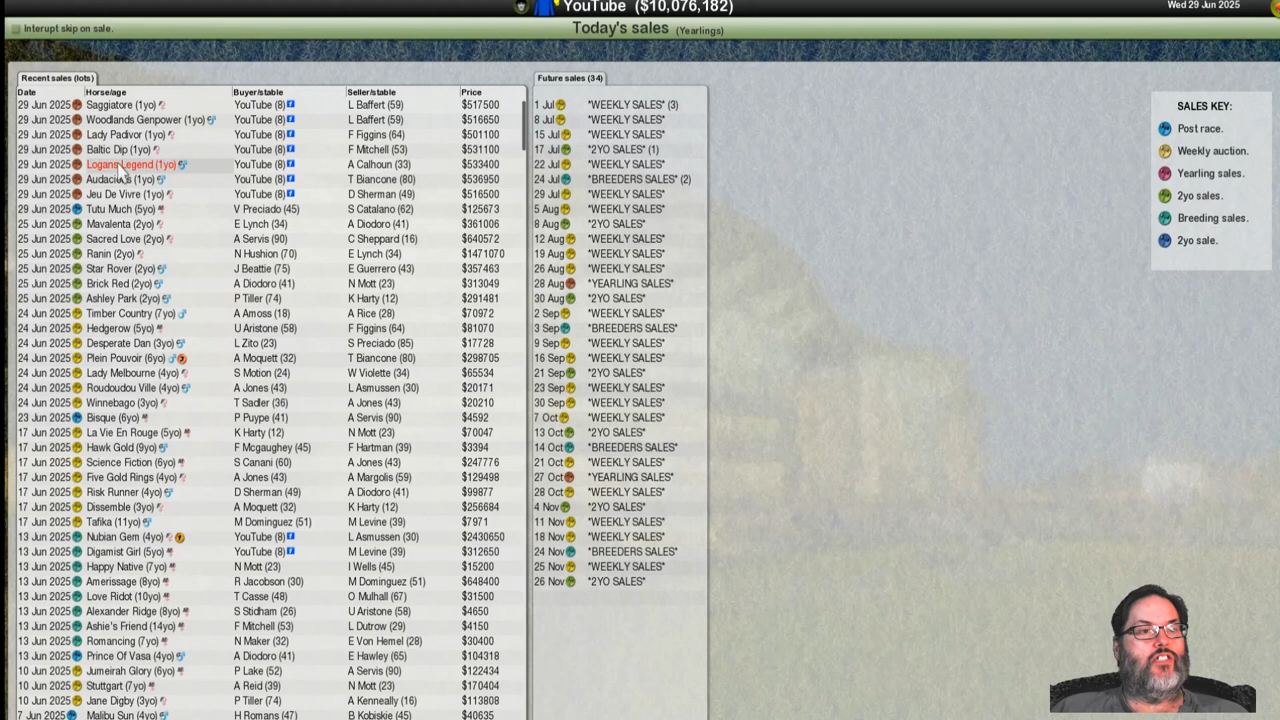 YouTube ($10,076,182)
Wed 29 Jun 2025
Interupt skip on sale.
Today's sales (Yearlings)
Recent sales (lots)
Date Horse/age Buyer/stable Seller/stable Price
29 Jun 2025 Saggiatore (1yo) YouTube (8) L Baffert (59) $517500
29 Jun 2025 Woodlands Genpower (1yo) YouTube (8) L Baffert (59) $516650
29 Jun 2025 Lady Padivor (1yo) YouTube (8) F Figgins (64) $501100
29 Jun 2025 Baltic Dip (1yo) YouTube (8) F Mitchell (53) $531100
29 Jun 2025 Logans Legend (1yo) YouTube (8) A Calhoun (33) $533400
29 Jun 2025 Audacious (1yo) YouTube (8) T Biancone (80) $536950
29 Jun 2025 Jeu De Vivre (1yo) YouTube (8) D Sherman (49) $516500
29 Jun 2025 Tutu Much (5yo) V Preciado (45) S Catalano (62) $125673
25 Jun 2025 Mavalenta (2yo) E Lynch (34) A Diodoro (41) $361006
25 Jun 2025 Sacred Love (2yo) A Servis (90) C Sheppard (16) $640572
25 Jun 2025 Ranin (2yo) N Hushion (70) E Lynch (34) $1471070
25 Jun 2025 Star Rover (2yo) J Beattie (75) E Guerrero (43) $357463
25 Jun 2025 Brick Red (2yo) A Diodoro (41) N Mott (23) $313049
25 Jun 2025 Ashley Park (2yo) P Tiller (74) K Harty (12) $291481
24 Jun 2025 Timber Country (7yo) A Amoss (18) A Rice (28) $70972
24 Jun 2025 Hedgerow (5yo) U Aristone (58) F Figgins (64) $81070
24 Jun 2025 Desperate Dan (3yo) L Zito (23) S Preciado (85) $17728
24 Jun 2025 Plein Pouvoir (6yo) A Moquett (32) T Biancone (80) $298705
24 Jun 2025 Lady Melbourne (4yo) S Motion (24) W Violette (34) $65534
24 Jun 2025 Roudoudou Ville (4yo) A Jones (43) L Asmussen (30) $20171
24 Jun 2025 Winnebago (3yo) T Sadler (36) A Jones (43) $20210
23 Jun 2025 Bisque (6yo) P Puype (41) A Servis (90) $4592
17 Jun 2025 La Vie En Rouge (5yo) K Harty (12) N Mott (23) $70047
17 Jun 2025 Hawk Gold (9yo) F Mcgaughey (45) F Hartman (39) $3394
17 Jun 2025 Science Fiction (6yo) S Canani (60) A Jones (43) $247776
17 Jun 2025 Five Gold Rings (4yo) A Jones (43) A Margolis (59) $129498
17 Jun 2025 Risk Runner (4yo) D Sherman (49) A Diodoro (41) $99877
17 Jun 2025 Dissemble (3yo) A Moquett (32) K Harty (12) $256684
17 Jun 2025 Tafika (11yo) M Dominguez (51) M Levine (39) $7971
13 Jun 2025 Nubian Gem (4yo) YouTube (8) L Asmussen (30) $2430650
13 Jun 2025 Digamist Girl (5yo) YouTube (8) M Levine (39) $312650
13 Jun 2025 Happy Native (7yo) N Mott (23) I Wells (45) $15200
13 Jun 2025 Amerissage (8yo) R Jacobson (30) M Dominguez (51) $648400
13 Jun 2025 Love Ridot (10yo) T Casse (48) O Mulhall (67) $31500
13 Jun 2025 Alexander Ridge (8yo) S Stidham (26) U Aristone (58) $4650
13 Jun 2025 Ashie's Friend (14yo) F Mitchell (53) L Dutrow (29) $4150
13 Jun 2025 Romancing (7yo) N Maker (32) E Von Hemel (28) $30400
13 Jun 2025 Prince Of Vasa (4yo) A Diodoro (41) E Hawley (65) $104318
10 Jun 2025 Jumeirah Glory (6yo) P Lake (52) A Servis (90) $122434
10 Jun 2025 Stuttgart (7yo) A Reid (39) N Mott (23) $170404
10 Jun 2025 Jane Digby (3yo) P Tiller (74) A Kenneally (16) $113808
7 Jun 2025 Malibu Sun (4yo) H Romans (47) B Kobiskie (45) $40635
Future sales (34)
1 Jul *WEEKLY SALES* (3)
8 Jul *WEEKLY SALES*
15 Jul *WEEKLY SALES*
17 Jul *2YO SALES* (1)
22 Jul *WEEKLY SALES*
24 Jul *BREEDERS SALES* (2)
29 Jul *WEEKLY SALES*
5 Aug *WEEKLY SALES*
8 Aug *2YO SALES*
12 Aug *WEEKLY SALES*
19 Aug *WEEKLY SALES*
26 Aug *WEEKLY SALES*
28 Aug *YEARLING SALES*
30 Aug *2YO SALES*
2 Sep *WEEKLY SALES*
3 Sep *BREEDERS SALES*
9 Sep *WEEKLY SALES*
16 Sep *WEEKLY SALES*
21 Sep *2YO SALES*
23 Sep *WEEKLY SALES*
30 Sep *WEEKLY SALES*
7 Oct *WEEKLY SALES*
13 Oct *2YO SALES*
14 Oct *BREEDERS SALES*
21 Oct *WEEKLY SALES*
27 Oct *YEARLING SALES*
28 Oct *WEEKLY SALES*
4 Nov *2YO SALES*
11 Nov *WEEKLY SALES*
18 Nov *WEEKLY SALES*
24 Nov *BREEDERS SALES*
25 Nov *WEEKLY SALES*
26 Nov *2YO SALES*
SALES KEY:
Post race.
Weekly auction.
Yearling sales.
2yo sales.
Breeding sales.
2yo sale.